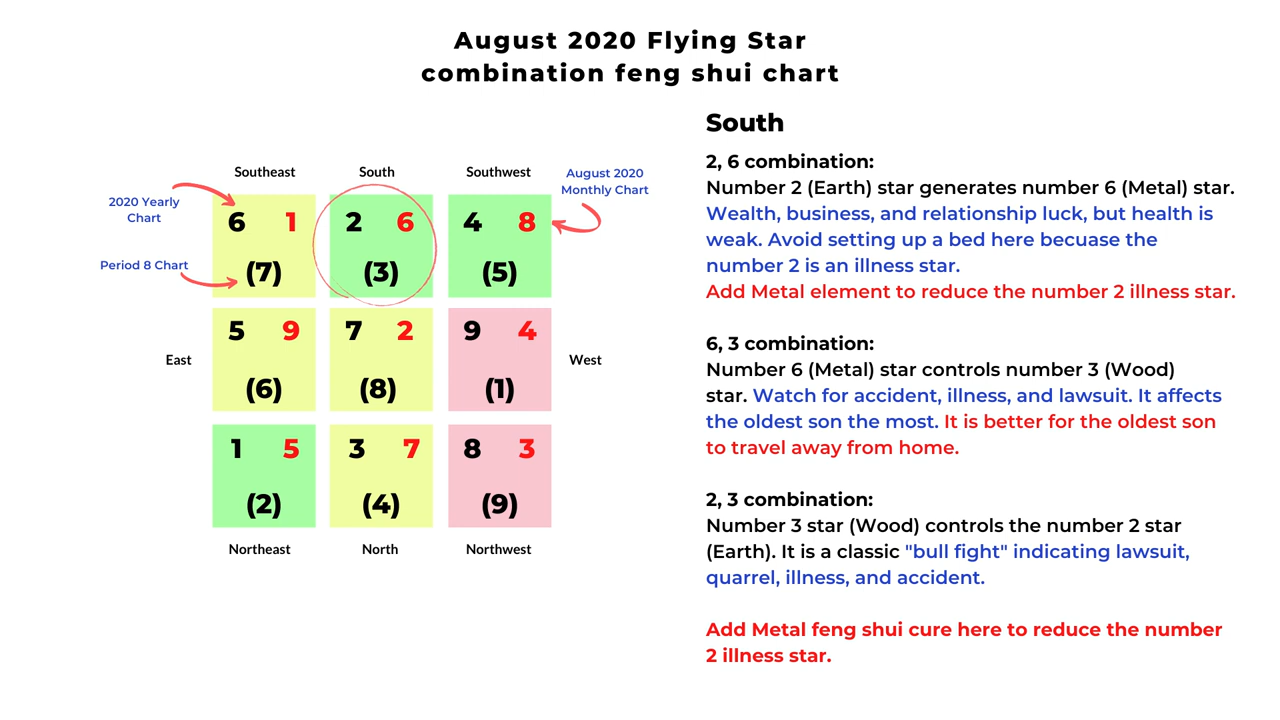 August 2020 Flying Star
combination feng shui chart
Southeast
South
Southwest
2020 Yearly
Chart
August 2020
Monthly Chart
Period 8 Chart
6 1 2 6 4 8
(7) (3) (5)
5 9 7 2 9 4
East
West
(6) (8) (1)
1 5 3 7 8 3
(2) (4) (9)
Northeast
North
Northwest
South
2, 6 combination:
Number 2 (Earth) star generates number 6 (Metal) star.
Wealth, business, and relationship luck, but health is
weak. Avoid setting up a bed here becuase the
number 2 is an illness star.
Add Metal element to reduce the number 2 illness star.
6, 3 combination:
Number 6 (Metal) star controls number 3 (Wood)
star. Watch for accident, illness, and lawsuit. It affects
the oldest son the most. It is better for the oldest son
to travel away from home.
2, 3 combination:
Number 3 star (Wood) controls the number 2 star
(Earth). It is a classic "bull fight" indicating lawsuit,
quarrel, illness, and accident.
Add Metal feng shui cure here to reduce the number
2 illness star.